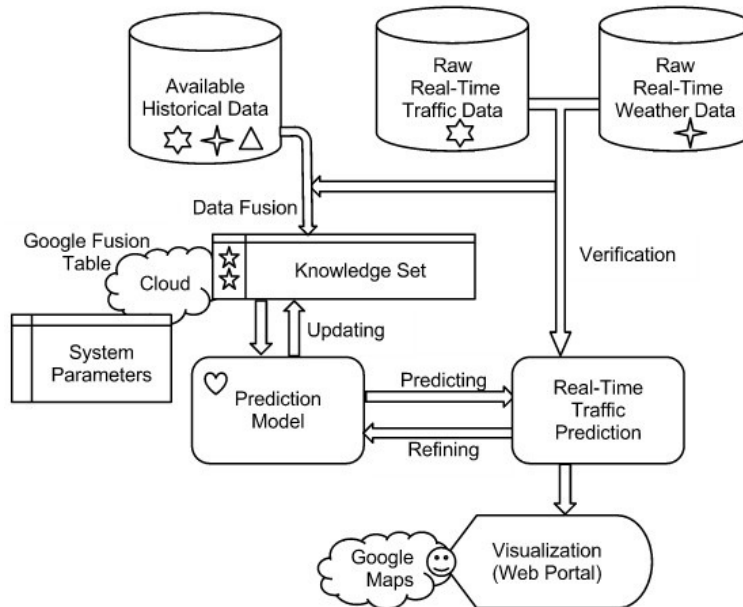 Available
Historical Data
Raw
Real-Time
Traffic Data
Raw
Real-Time
Weather Data
Data Fusion
Google Fusion
Table
Cloud
Knowledge Set
Verification
System
Parameters
Updating
Prediction
Model
Predicting
Refining
Real-Time
Traffic
Prediction
Google
Maps
Visualization
(Web Portal)